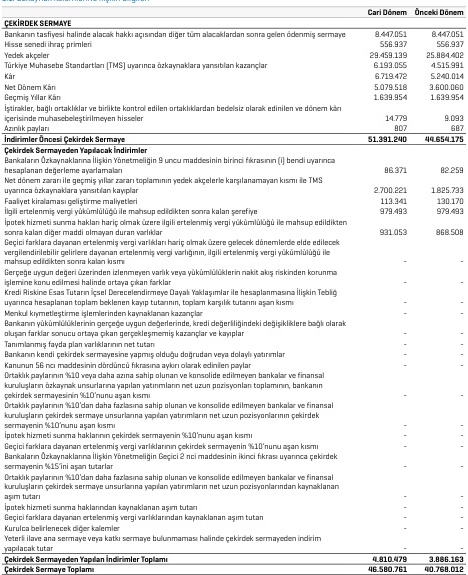 Cari Dönem Önceki Dönem
ÇEKİRDEK SERMAYE
Bankanın tasfiyesi halinde alacak hakkı açısından diğer tüm alacaklardan sonra gelen ödenmiş sermaye 8.447.051 8.447.051
Hisse senedi ihraç primleri 556.937 556.937
Yedek akçeler 29.459.139 25.884.402
Türkiye Muhasebe Standartları (TMS) uyarınca özkaynaklara yansıtılan kazançlar 6.193.055 4.515.991
Kâr 6.719.472 5.240.014
Net Dönem Kârı 5.079.518 3.600.060
Geçmiş Yıllar Kârı 1.639.954 1.639.954
İştirakler, bağlı ortaklıklar ve birlikte kontrol edilen ortaklıklardan bedelsiz olarak edinilen ve dönem kârı
içerisinde muhasebeleştirilmeyen hisseler 14.779 9.093
Azınlık payları 807 687
İndirimler Öncesi Çekirdek Sermaye 51.391.240 44.654.175
Çekirdek Sermayeden Yapılacak İndirimler
Bankaların Özkaynaklarına İlişkin Yönetmeliğin 9 uncu maddesinin birinci fıkrasının (i) bendi uyarınca
hesaplanan değerleme ayarlamaları 86.371 82.259
Net dönem zararı ile geçmiş yıllar zararı toplamının yedek akçelerle karşılanamayan kısmı ile TMS
uyarınca özkaynaklara yansıtılan kayıplar 2.700.221 1.825.733
Faaliyet kiralaması geliştirme maliyetleri 113.341 130.170
İlgili ertelenmiş vergi yükümlülüğü ile mahsup edildikten sonra kalan şerefiye 979.493 979.493
İpotek hizmeti sunma hakları hariç olmak üzere ilgili ertelenmiş vergi yükümlülüğü ile mahsup edildikten
sonra kalan diğer maddi olmayan duran varlıklar 931.053 868.508
Geçici farklara dayanan ertelenmiş vergi varlıkları hariç olmak üzere gelecek dönemlerde elde edilecek
vergilendirilebilir gelirlere dayanan ertelenmiş vergi varlığının, ilgili ertelenmiş vergi yükümlülüğü ile
mahsup edildikten sonra kalan kısmı - -
Gerçeğe uygun değeri üzerinden izlenmeyen varlık veya yükümlülüklerin nakit akış riskinden korunma
işlemine konu edilmesi halinde ortaya çıkan farklar - -
Kredi Riskine Esas Tutarın İçsel Derecelendirmeye Dayalı Yaklaşımlar ile hesaplanmasına İlişkin Tebliğ
uyarınca hesaplanan toplam beklenen kayıp tutarının, toplam karşılık tutarını aşan kısmı - -
Menkul kıymetleştirme işlemlerinden kaynaklanan kazançlar - -
Bankanın yükümlülüklerinin gerçeğe uygun değerlerinde, kredi değerliliğindeki değişikliklere bağlı olarak
oluşan farklar sonucu ortaya çıkan gerçekleşmemiş kazançlar ve kayıplar - -
Tanımlanmış fayda plan varlıklarının net tutarı - -
Bankanın kendi çekirdek sermayesine yapmış olduğu doğrudan veya dolaylı yatırımlar - -
Kanunun 56 ncı maddesinin dördüncü fıkrasına aykırı olarak edinilen paylar - -
Ortaklık paylarının %10 veya daha azına sahip olunan ve konsolide edilmeyen bankalar ve finansal
kuruluşların özkaynak unsurlarına yapılan yatırımların net uzun pozisyonları toplamının, bankanın
çekirdek sermayesinin %10'nunu aşan kısmı - -
Ortaklık paylarının %10'dan daha fazlasına sahip olunan ve konsolide edilmeyen bankalar ve finansal
kuruluşların çekirdek sermaye unsurlarına yapılan yatırımların net uzun pozisyonlarının çekirdek
sermayenin %10'nunu aşan kısmı - -
İpotek hizmeti sunma haklarının çekirdek sermayenin %10'nunu aşan kısmı - -
Geçici farklara dayanan ertelenmiş vergi varlıklarının çekirdek sermayenin %10'nunu aşan kısmı - -
Bankaların Özkaynaklarına İlişkin Yönetmeliğin Geçici 2 nci maddesinin ikinci fıkrası uyarınca çekirdek
sermayenin %15'ini aşan tutarlar - -
Ortaklık paylarının %10'dan daha fazlasına sahip olunan ve konsolide edilmeyen bankalar ve finansal
kuruluşların çekirdek sermaye unsurlarına yapılan yatırımların net uzun pozisyonlarından kaynaklanan
aşım tutarı - -
İpotek hizmeti sunma haklarından kaynaklanan aşım tutarı - -
Geçici farklara dayanan ertelenmiş vergi varlıklarından kaynaklanan aşım tutarı - -
Kurulca belirlenecek diğer kalemler - -
Yeterli ilave ana sermaye veya katkı sermaye bulunmaması halinde çekirdek sermayeden indirim
yapılacak tutar - -
Çekirdek Sermayeden Yapılan İndirimler Toplamı 4.810.479 3.886.163
Çekirdek Sermaye Toplamı 46.580.761 40.768.012